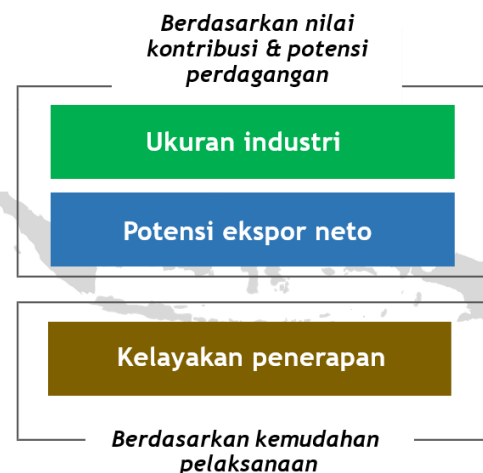 Berdasarkan nilai
kontribusi & potensi
perdagangan
Ukuran industri
Potensi ekspor neto
Kelayakan penerapan
Berdasarkan kemudahan
pelaksanaan